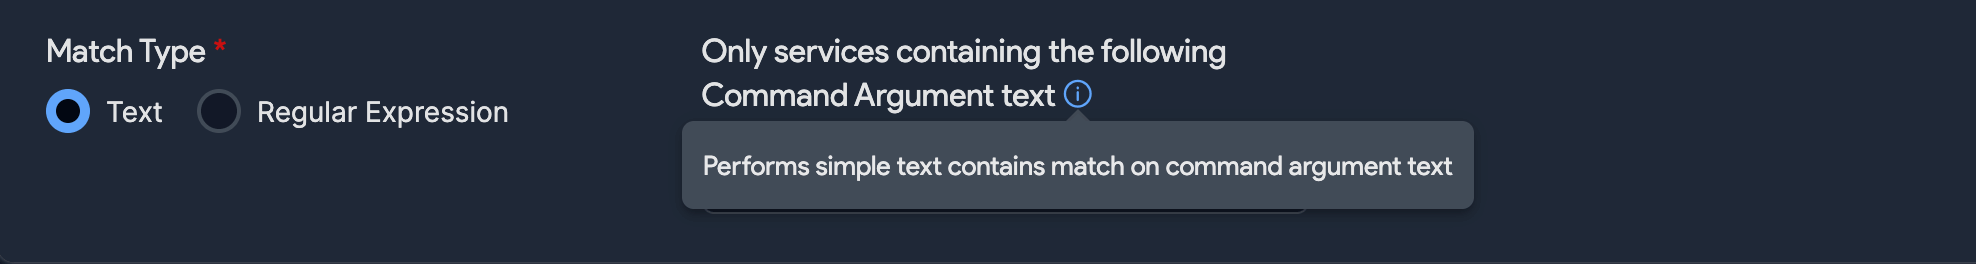 Match Type *
Text
Regular Expression
Only services containing the following
Command Argument text
Performs simple text contains match on command argument text